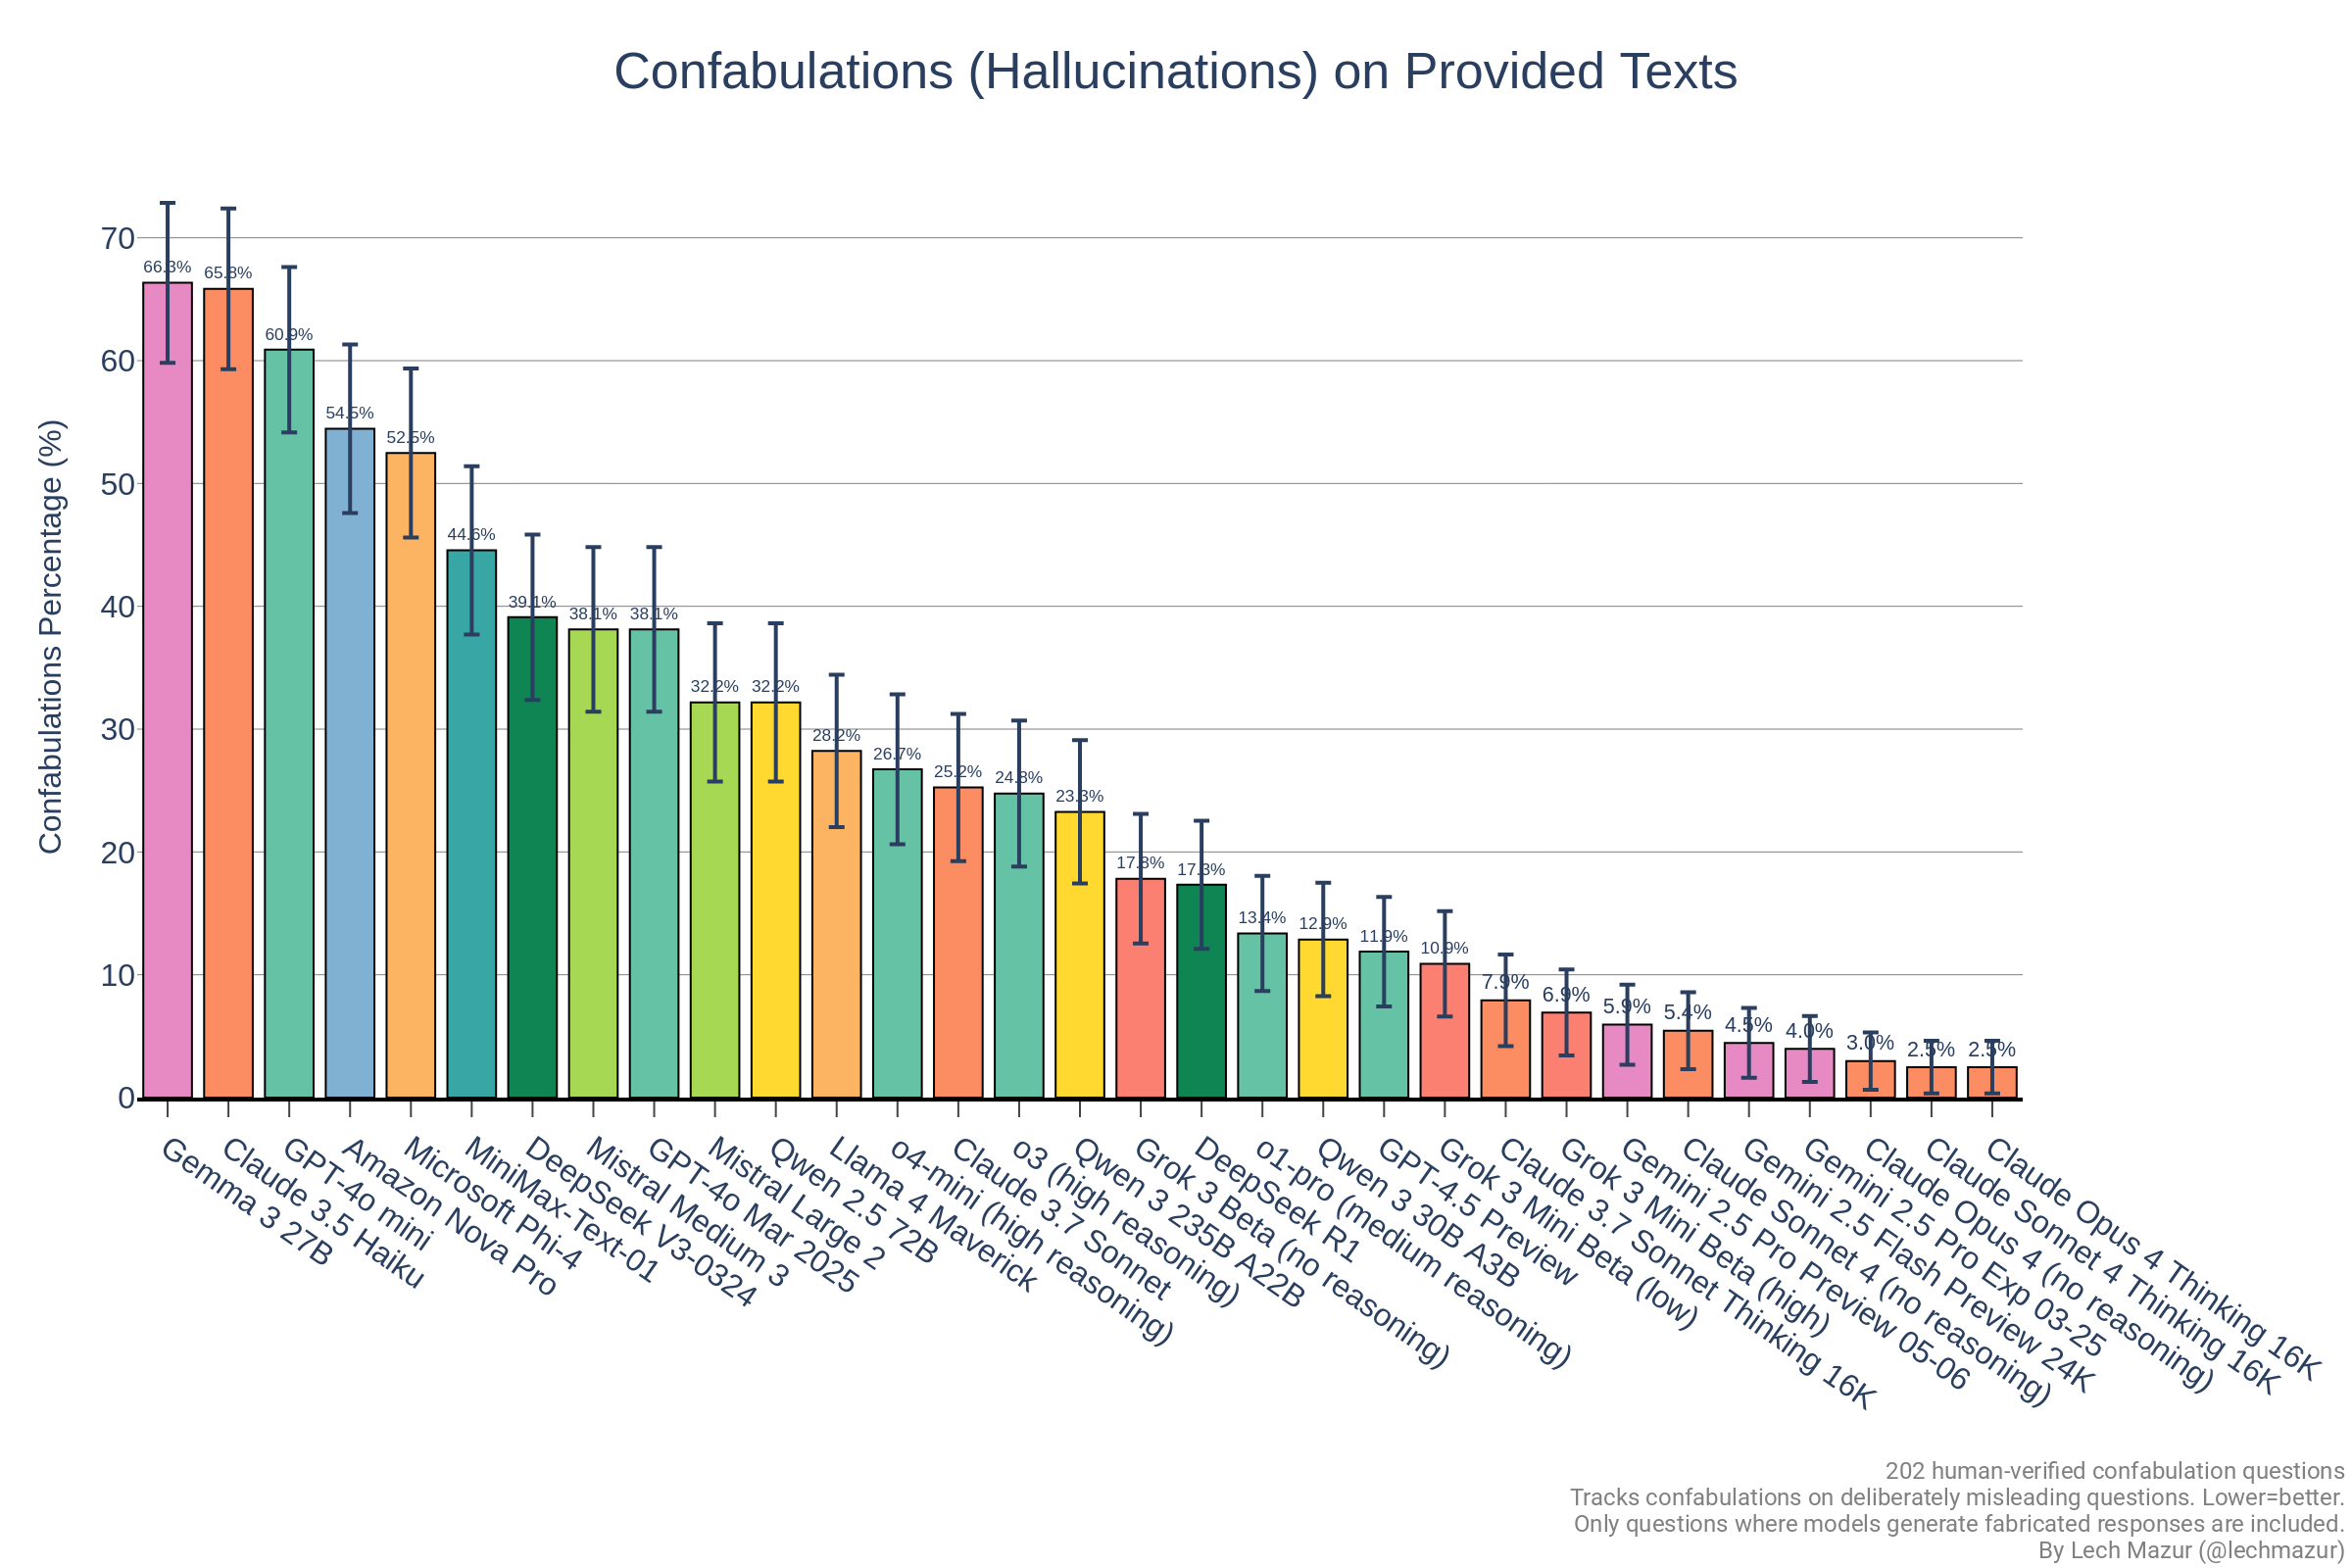 Confabulations (Hallucinations) on Provided Texts
Confabulations Percentage (%)
70
60
50
40
30
20
10
0
66.3%
65.8%
60.9%
54.5%
52.5%
44.6%
39.1%
38.1%
38.1%
32.2%
32.2%
28.2%
26.7%
25.2%
24.8%
23.3%
17.8%
17.3%
13.4%
12.9%
11.9%
10.9%
7.9%
6.9%
5.9%
5.4%
4.5%
4.0%
3.0%
2.5%
2.5%
Gemma 3 27B
Claude 3.5 Haiku
GPT-4o mini
Amazon Nova Pro
Microsoft Phi-4
MiniMax-Text-01
DeepSeek V3-0324
Mistral Medium 3
GPT-4o Mar 2025
Mistral Large 2
Qwen 2.5 72B
Llama 4 Maverick
o4-mini (high reasoning)
Claude 3.7 Sonnet
o3 (high reasoning)
Qwen 3 235B A22B
Grok 3 Beta (no reasoning)
DeepSeek R1
o1-pro (medium reasoning)
Qwen 3 30B A3B
GPT-4.5 Preview
Grok 3 Mini Beta (low)
Claude 3.7 Sonnet Thinking 16K
Grok 3 Mini Beta (high)
Gemini 2.5 Pro Preview 05-06
Claude Sonnet 4 (no reasoning)
Gemini 2.5 Flash Preview 24K
Gemini 2.5 Pro Exp 03-25
Claude Opus 4 (no reasoning)
Claude Sonnet 4 Thinking 16K
Claude Opus 4 Thinking 16K
202 human-verified confabulation questions
Tracks confabulations on deliberately misleading questions. Lower=better.
Only questions where models generate fabricated responses are included.
By Lech Mazur (@lechmazur)